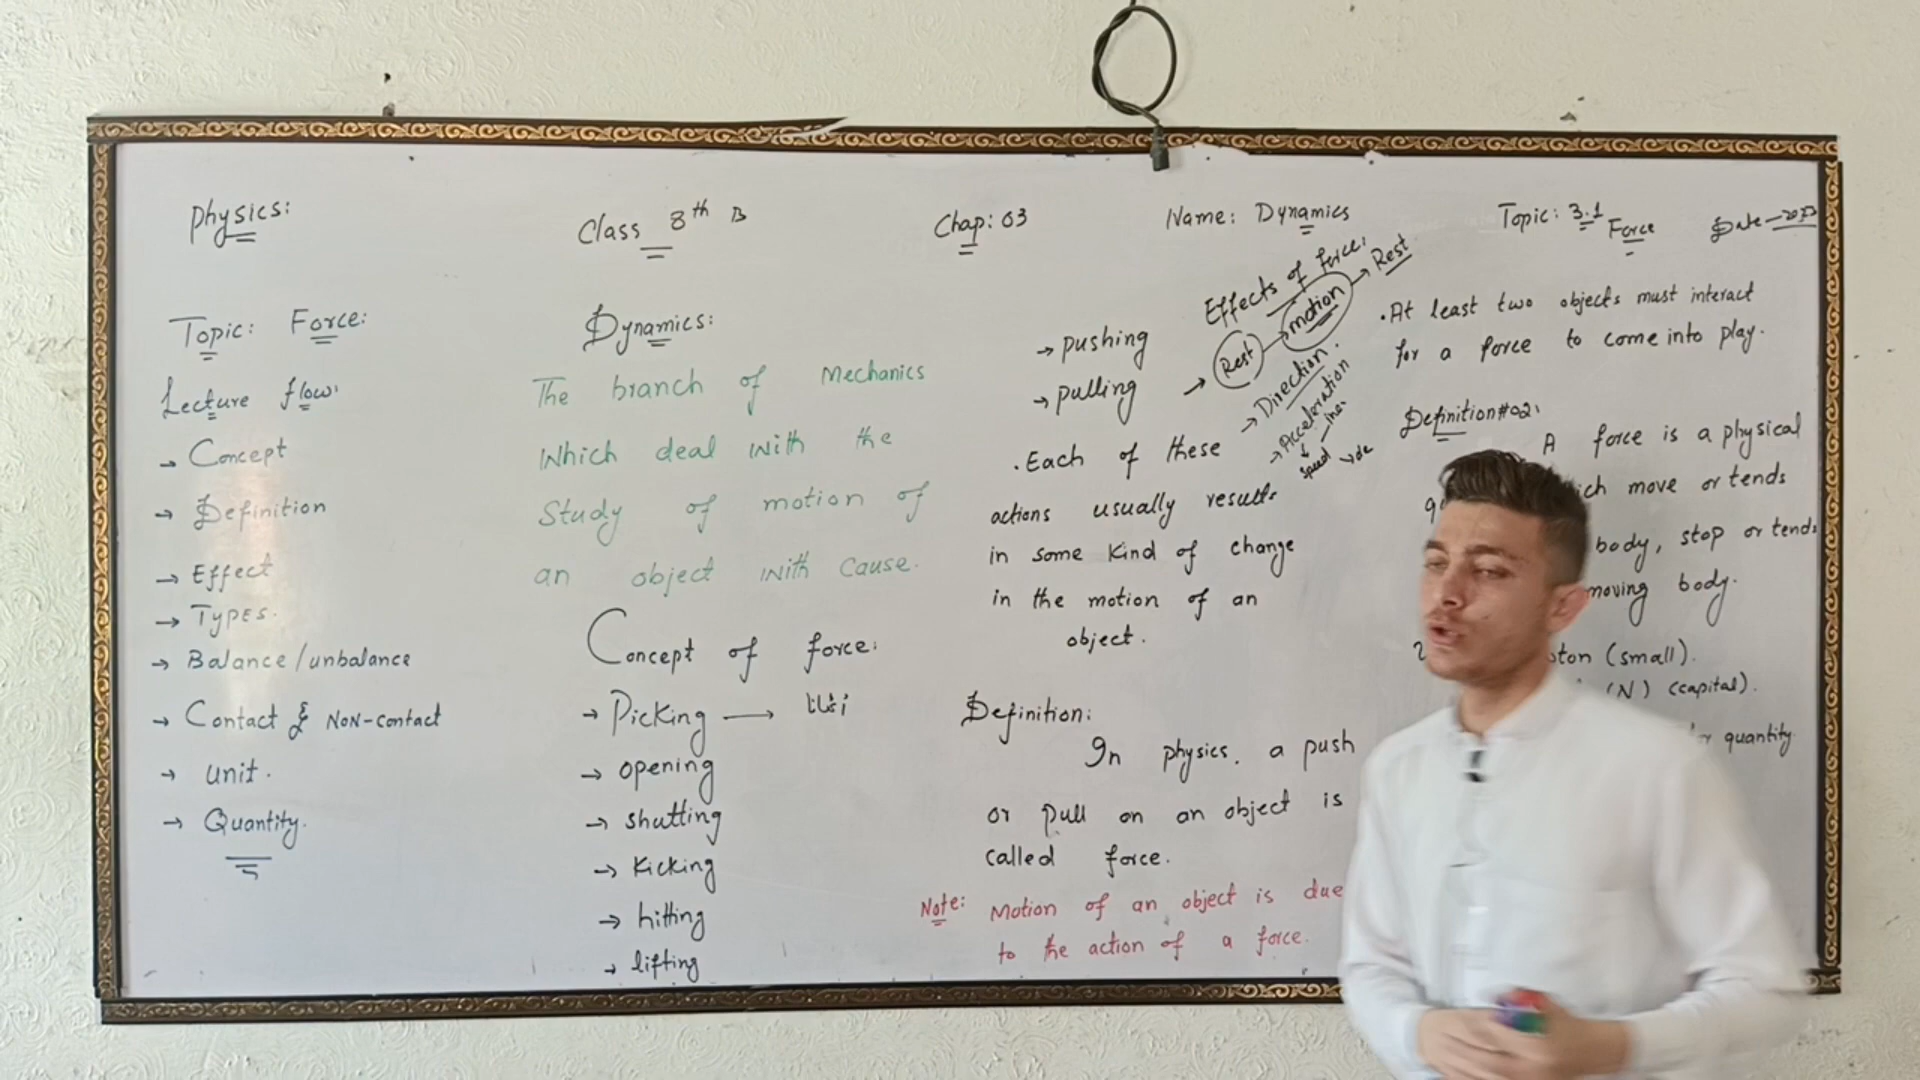 Physics:
Class 8th B
Chap: 03
Name: Dynamics
Topic: 3.1 Force
Topic: Force:
Lecture flow:
→ Concept
→ Definition
→ Effect
→ Types.
→ Balance/unbalance
→ Contact & Non-contact
→ unit.
→ Quantity.
Dynamics:
The branch of Mechanics
Which deal with the
Study of motion of
an object with cause.
Concept of force:
→ Picking →
→ opening
→ shutting
→ Kicking
→ hitting
→ lifting
→ pushing
→ pulling
. Each of these
actions usually results
in some kind of change
in the motion of an
object.
Definition:
In physics, a push
or pull on an object is
called force.
Note: Motion of an object is due
to the action of a force.
Effects of force:
→ Rest → motion → Rest
→ Direction.
→ Acceleration
speed
. At least two objects must interact
for a force to come into play.
Definition#02:
A force is a physical
move or tends
body, stop or tends
moving body.
(small).
(N) (capital).
quantity.